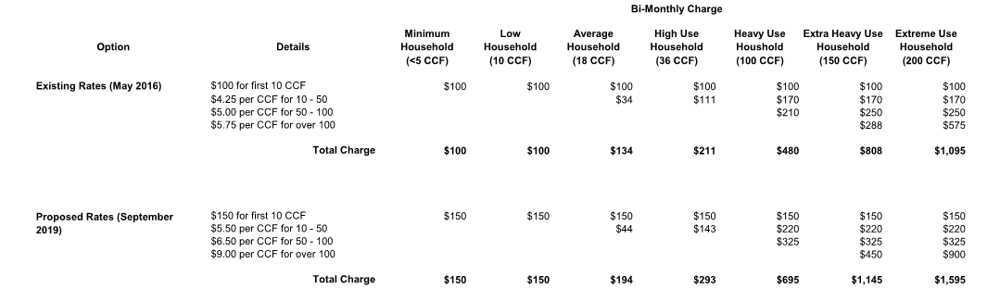 Bi-Monthly Charge
Minimum Low Average High Use Heavy Use Extra Heavy Use Extreme Use
Option Details Household Household Household Household Houshold Household Household
(<5 CCF) (10 CCF) (18 CCF) (36 CCF) (100 CCF) (150 CCF) (200 CCF)
Existing Rates (May 2016) $100 for first 10 CCF $100 $100 $100 $100 $100 $100 $100
$4.25 per CCF for 10 - 50 $34 $111 $170 $170 $170
$5.00 per CCF for 50 - 100 $210 $250 $250
$5.75 per CCF for over 100 $288 $575
Total Charge $100 $100 $134 $211 $480 $808 $1,095
Proposed Rates (September $150 for first 10 CCF $150 $150 $150 $150 $150 $150 $150
2019) $5.50 per CCF for 10 - 50 $44 $143 $220 $220 $220
$6.50 per CCF for 50 - 100 $325 $325 $325
$9.00 per CCF for over 100 $450 $900
Total Charge $150 $150 $194 $293 $695 $1,145 $1,595